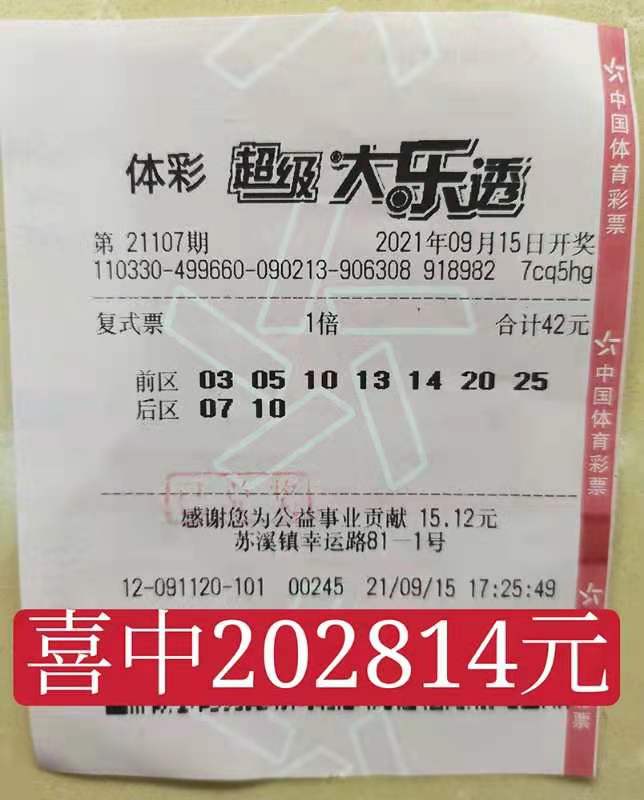 体彩 超级大乐透
第 21107期 2021年09月15日开奖
110330-499660-090213-906308 918982 7cq5hg
复式票 1倍 合计42元
前区 03 05 10 13 14 20 25
后区 07 10
感谢您为公益事业贡献 15.12元
苏溪镇幸运路81—1号
12-091120-101 00245 21/09/15 17:25:49
喜中202814元
中国体育彩票
中国体育彩票
票